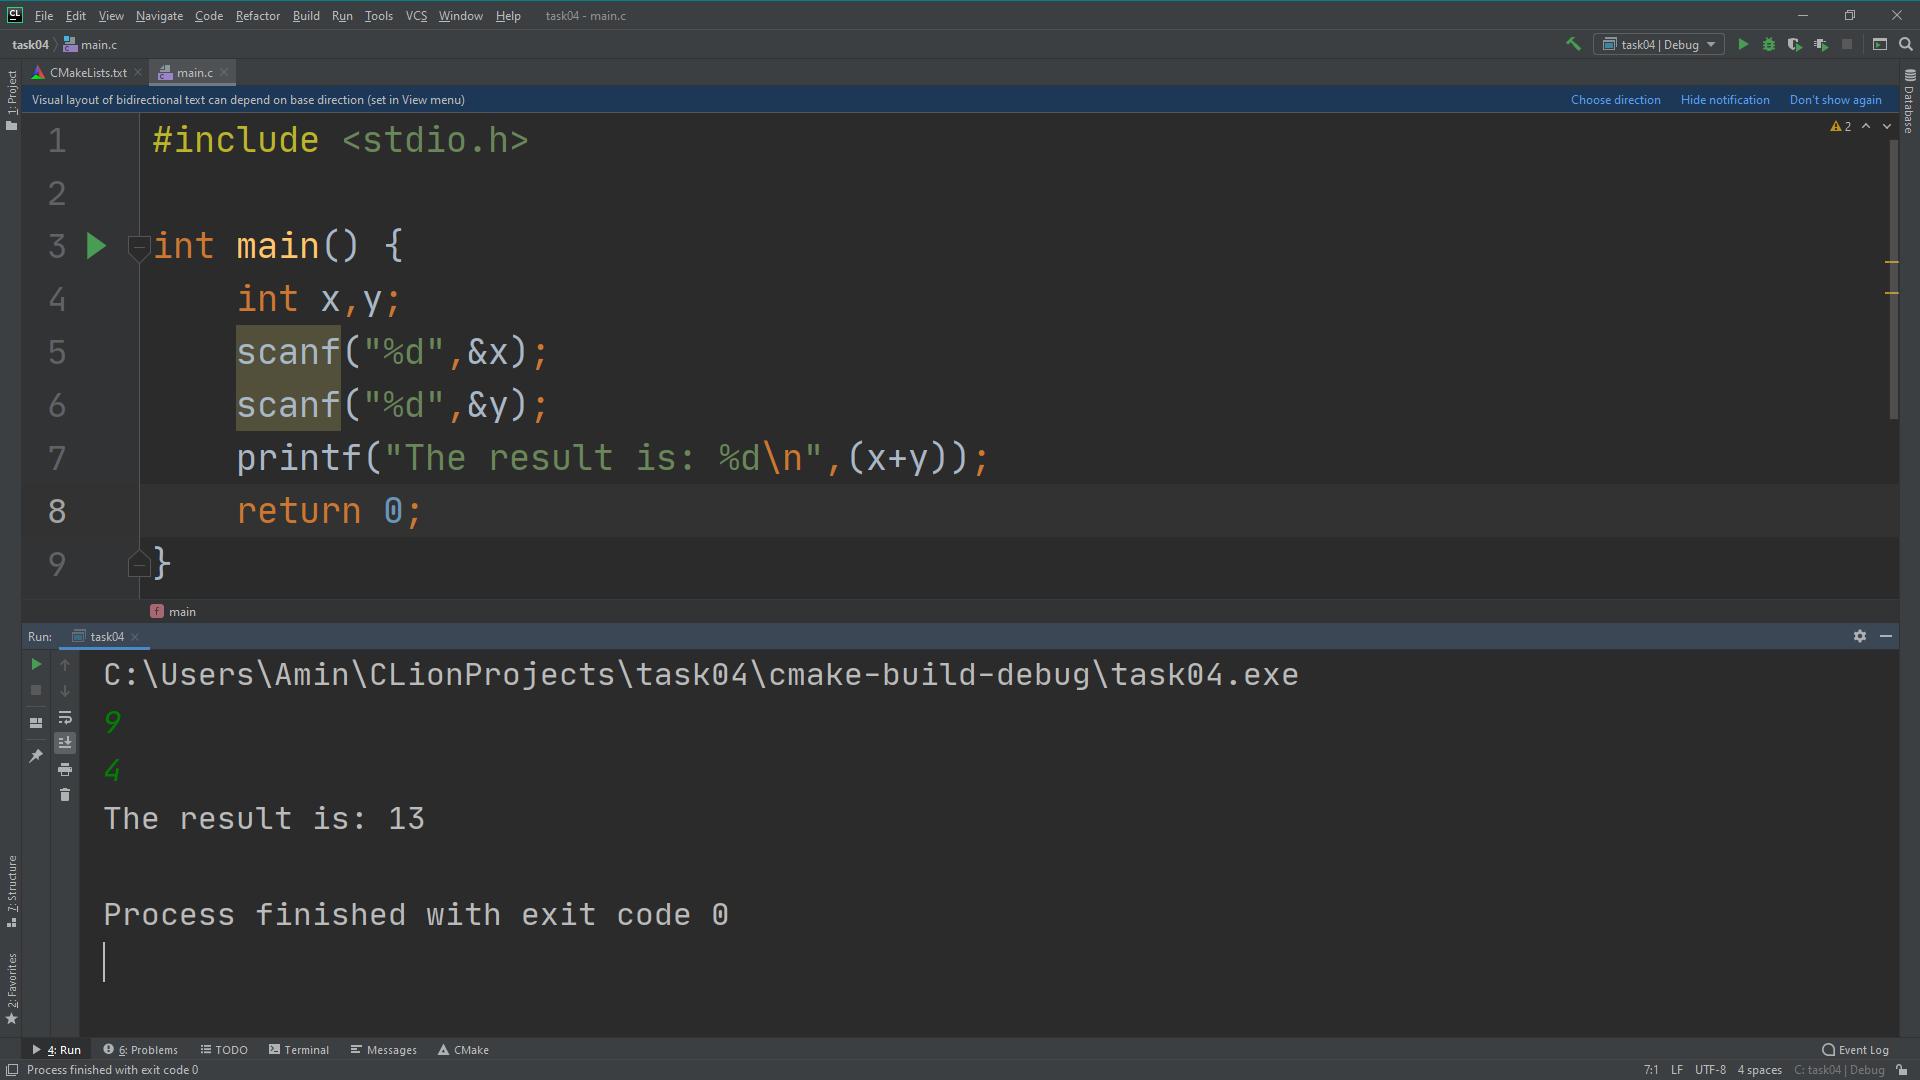 CL File Edit View Navigate Code Refactor Build Run Tools VCS Window Help task04 - main.c
task04 main.c task04 | Debug
CMakeLists.txt main.c
1: Project
Database
Visual layout of bidirectional text can depend on base direction (set in View menu) Choose direction Hide notification Don't show again
2
1 #include <stdio.h>
2
3 int main() {
4 int x,y;
5 scanf("%d",&x);
6 scanf("%d",&y);
7 printf("The result is: %d\n",(x+y));
8 return 0;
9 }
f main
Run: task04
C:\Users\Amin\CLionProjects\task04\cmake-build-debug\task04.exe
9
4
The result is: 13
Process finished with exit code 0
7: Structure
2: Favorites
4: Run 6: Problems TODO Terminal Messages CMake Event Log
Process finished with exit code 0 7:1 LF UTF-8 4 spaces C: task04 | Debug